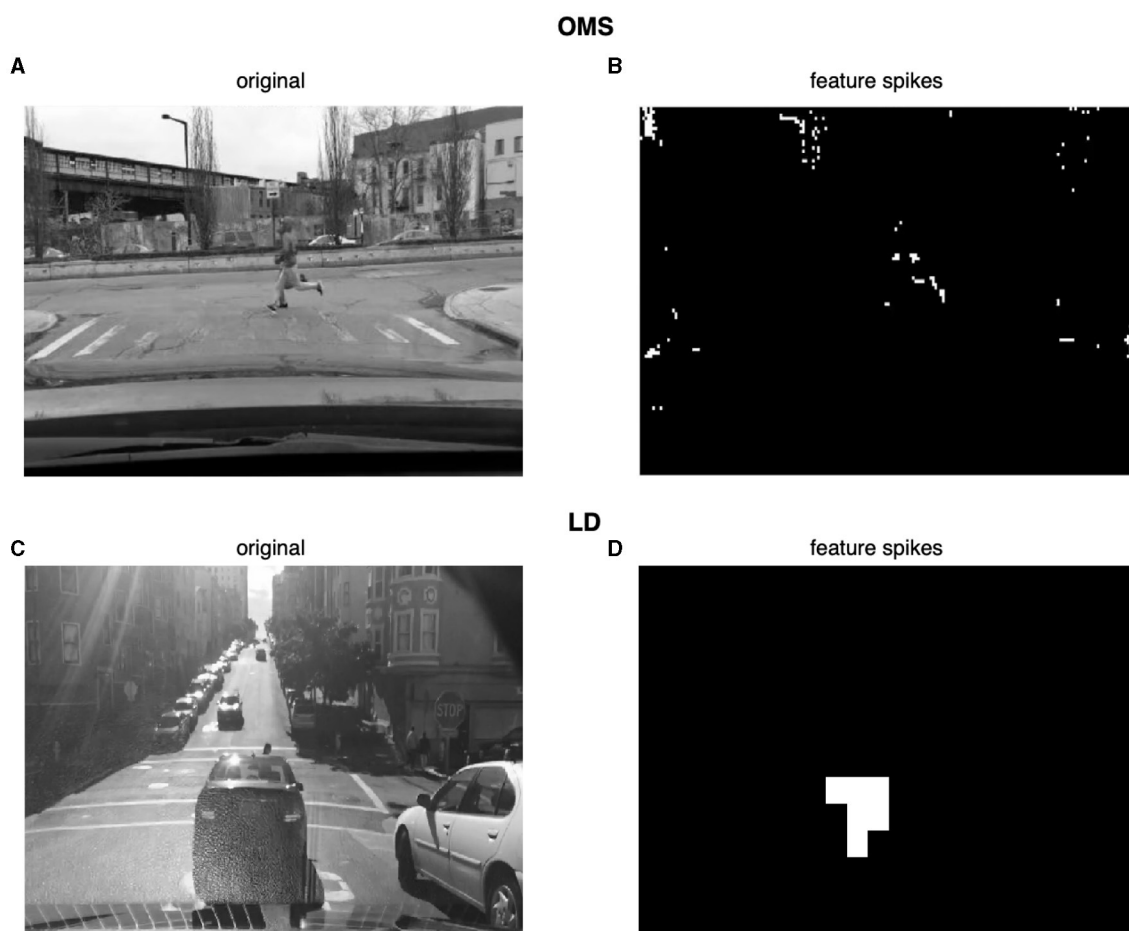 OMS
A
original
B
feature spikes
LD
C
original
D
feature spikes
STOP